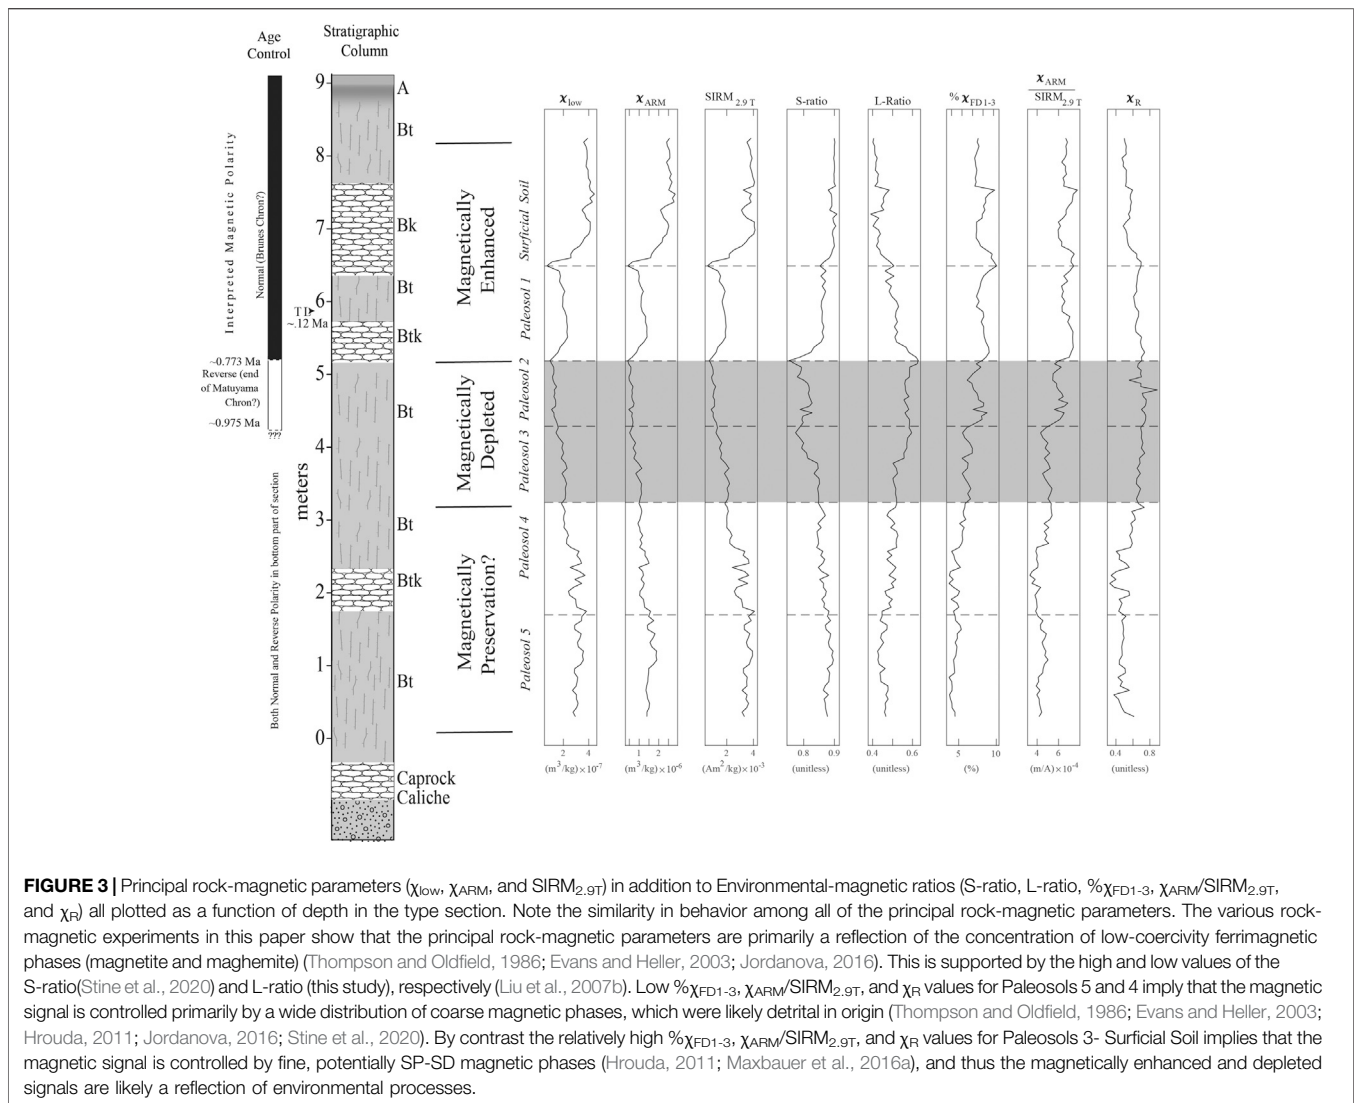 Age
Control
Stratigraphic
Column
Interpreted Magnetic Polarity
Normal (Brunes Chron?)
TL
~.12 Ma
~0.773 Ma
Reverse (end
of Matuyama
Chron?)
~0.975 Ma
???
Both Normal and Reverse Polarity in bottom part of section
meters
9
8
7
6
5
4
3
2
1
0
A
Bt
Bk
Bt
Btk
Bt
Bt
Btk
Bt
Caprock
Caliche
Magnetically
Enhanced
Magnetically
Depleted
Magnetically
Preservation?
Surficial Soil
Paleosol 1
Paleosol 2
Paleosol 3
Paleosol 4
Paleosol 5
χlow
χARM
SIRM 2.9 T
S-ratio
L-Ratio
% χFD1-3
χARM
SIRM2.9 T
χR
2 4
(m³/kg)×10⁻⁷
1 2
(m³/kg)×10⁻⁶
2 4
(Am²/kg)×10⁻³
0.8 0.9
(unitless)
0.4 0.6
(unitless)
5 10
(%)
4 6
(m/A)×10⁻⁴
0.4 0.8
(unitless)
FIGURE 3 | Principal rock-magnetic parameters (χlow, χARM, and SIRM2.9T) in addition to Environmental-magnetic ratios (S-ratio, L-ratio, %χFD1-3, χARM/SIRM2.9T,
and χR) all plotted as a function of depth in the type section. Note the similarity in behavior among all of the principal rock-magnetic parameters. The various rock-
magnetic experiments in this paper show that the principal rock-magnetic parameters are primarily a reflection of the concentration of low-coercivity ferrimagnetic
phases (magnetite and maghemite) (Thompson and Oldfield, 1986; Evans and Heller, 2003; Jordanova, 2016). This is supported by the high and low values of the
S-ratio(Stine et al., 2020) and L-ratio (this study), respectively (Liu et al., 2007b). Low %χFD1-3, χARM/SIRM2.9T, and χR values for Paleosols 5 and 4 imply that the magnetic
signal is controlled primarily by a wide distribution of coarse magnetic phases, which were likely detrital in origin (Thompson and Oldfield, 1986; Evans and Heller, 2003;
Hrouda, 2011; Jordanova, 2016; Stine et al., 2020). By contrast the relatively high %χFD1-3, χARM/SIRM2.9T, and χR values for Paleosols 3- Surficial Soil implies that the
magnetic signal is controlled by fine, potentially SP-SD magnetic phases (Hrouda, 2011; Maxbauer et al., 2016a), and thus the magnetically enhanced and depleted
signals are likely a reflection of environmental processes.